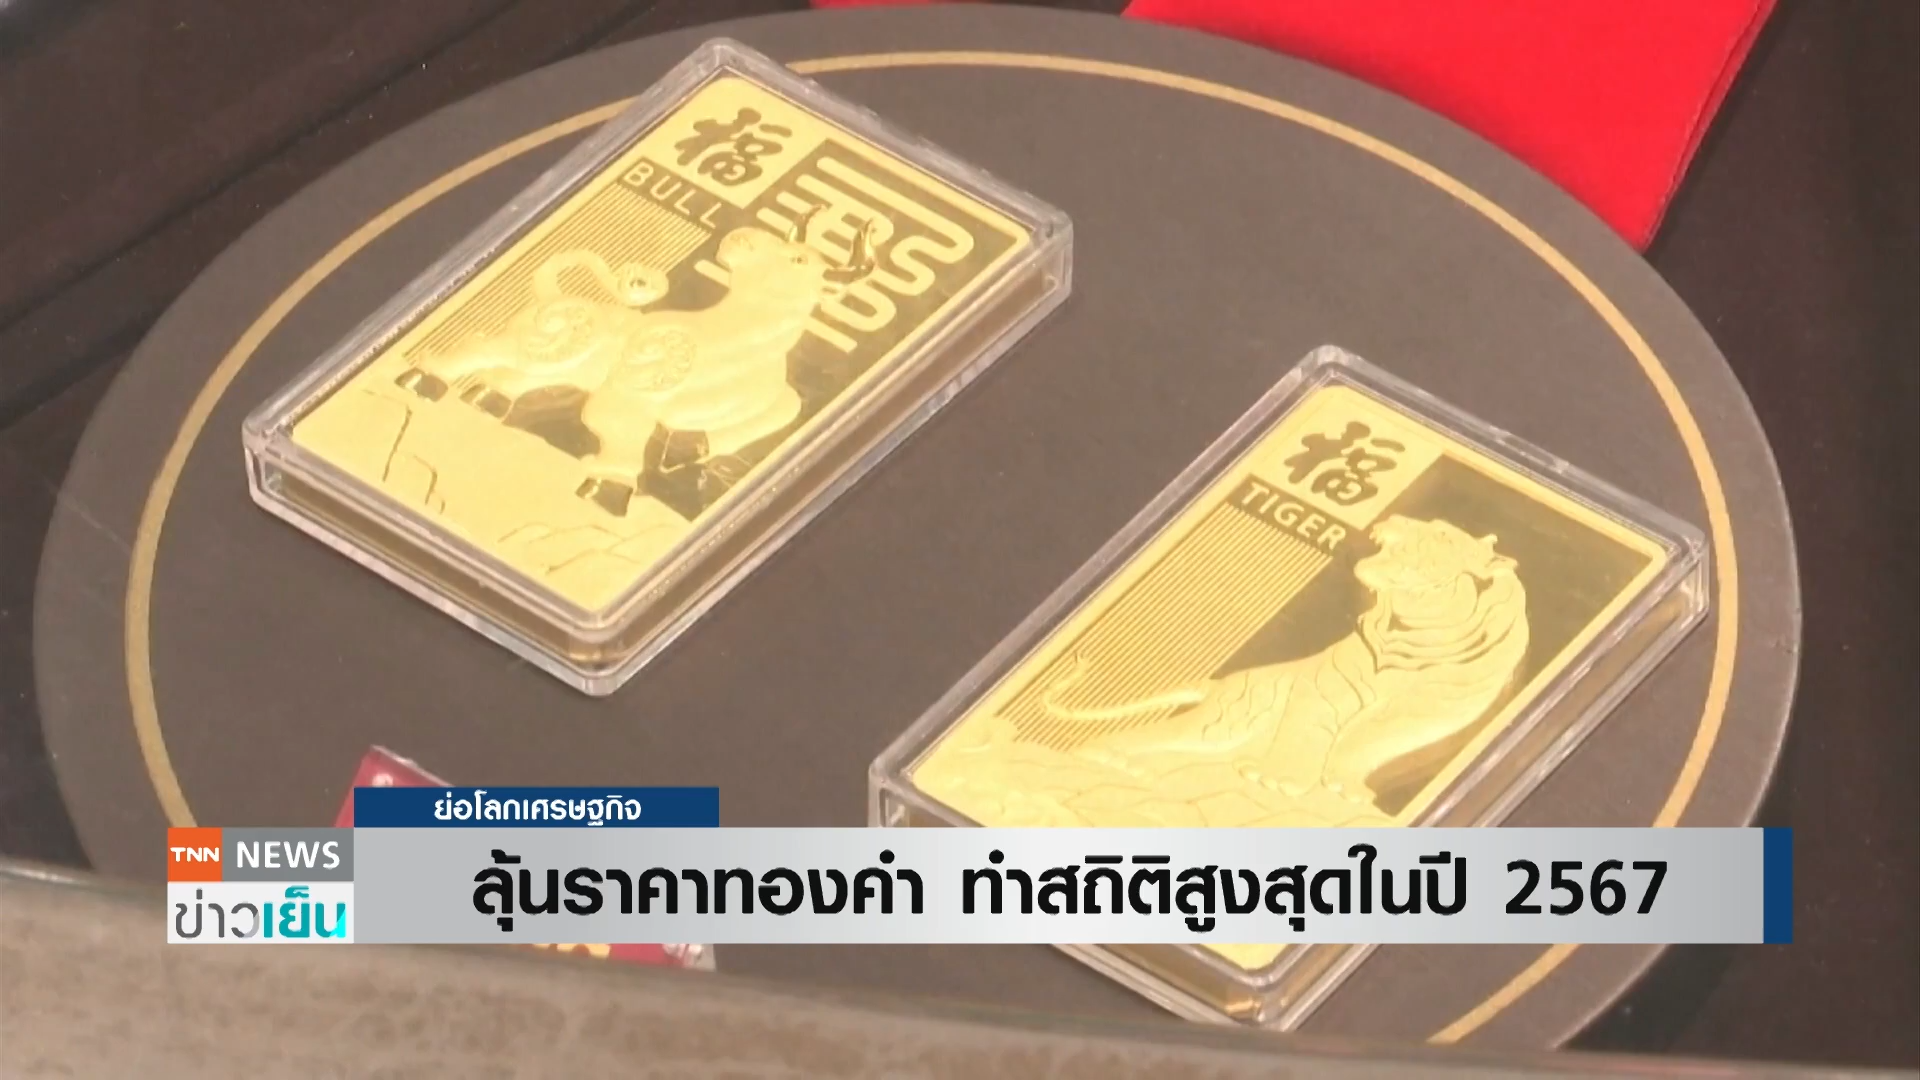 福
BULL
福
TIGER
ย่อโลกเศรษฐกิจ
TNN NEWS
ข่าวเย็น
ลุ้นราคาทองคำ ทำสถิติสูงสุดในปี 2567